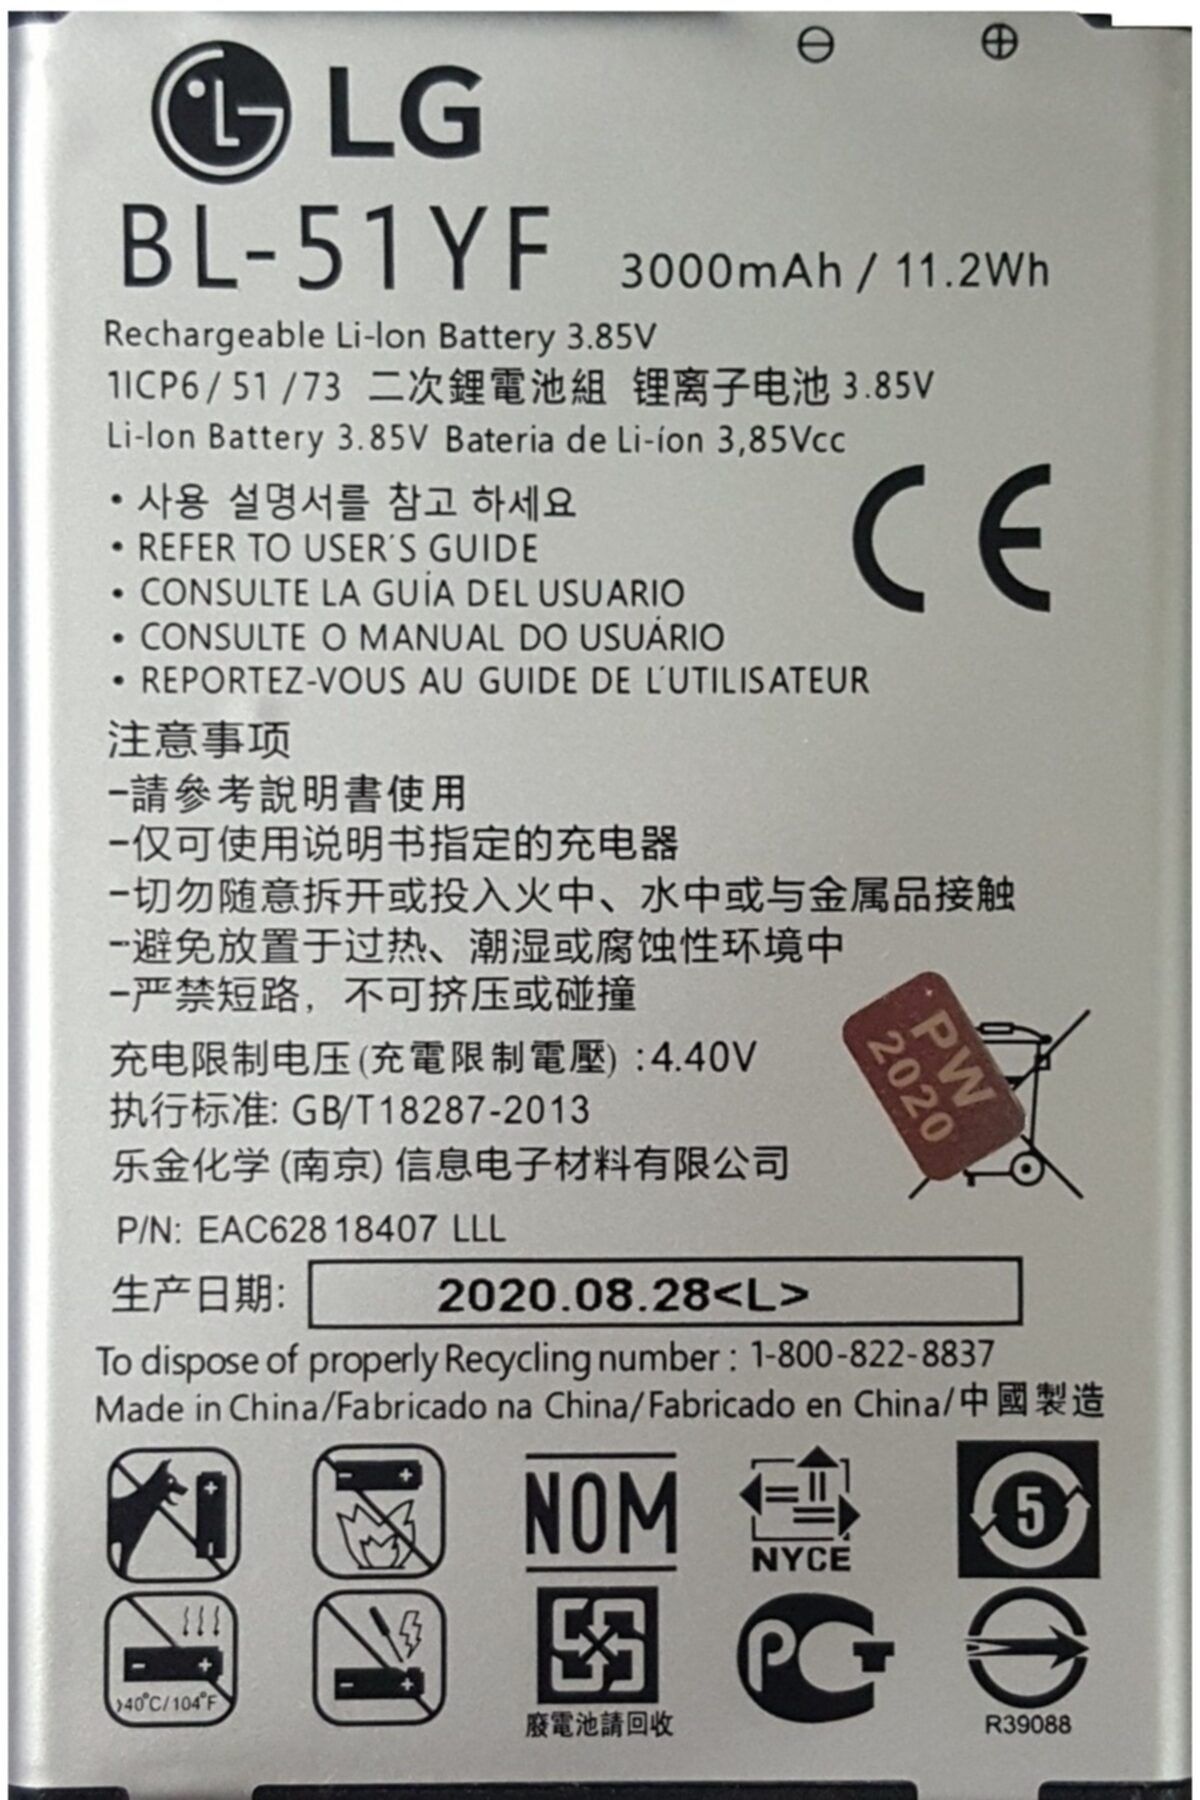 LG
BL-51YF 3000mAh / 11.2Wh
Rechargeable Li-Ion Battery 3.85V
1ICP6 / 51 / 73 二次鋰電池組 锂离子电池 3.85V
Li-Ion Battery 3.85V Bateria de Li-íon 3,85Vcc
• 사용 설명서를 참고 하세요
• REFER TO USER'S GUIDE
• CONSULTE LA GUÍA DEL USUARIO
• CONSULTE O MANUAL DO USUÁRIO
• REPORTEZ-VOUS AU GUIDE DE L'UTILISATEUR
CE
注意事项
-請參考說明書使用
-仅可使用说明书指定的充电器
-切勿随意拆开或投入火中、水中或与金属品接触
-避免放置于过热、潮湿或腐蚀性环境中
-严禁短路，不可挤压或碰撞
PW
2020
充电限制电压(充電限制電壓) :4.40V
执行标准: GB/T18287-2013
乐金化学(南京)信息电子材料有限公司
P/N: EAC62818407 LLL
生产日期: 2020.08.28<L>
To dispose of properly Recycling number : 1-800-822-8837
Made in China/Fabricado na China/Fabricado en China/中國製造
NOM
NYCE
5
>40°C/104°F
廢電池請回收
PCT
R39088